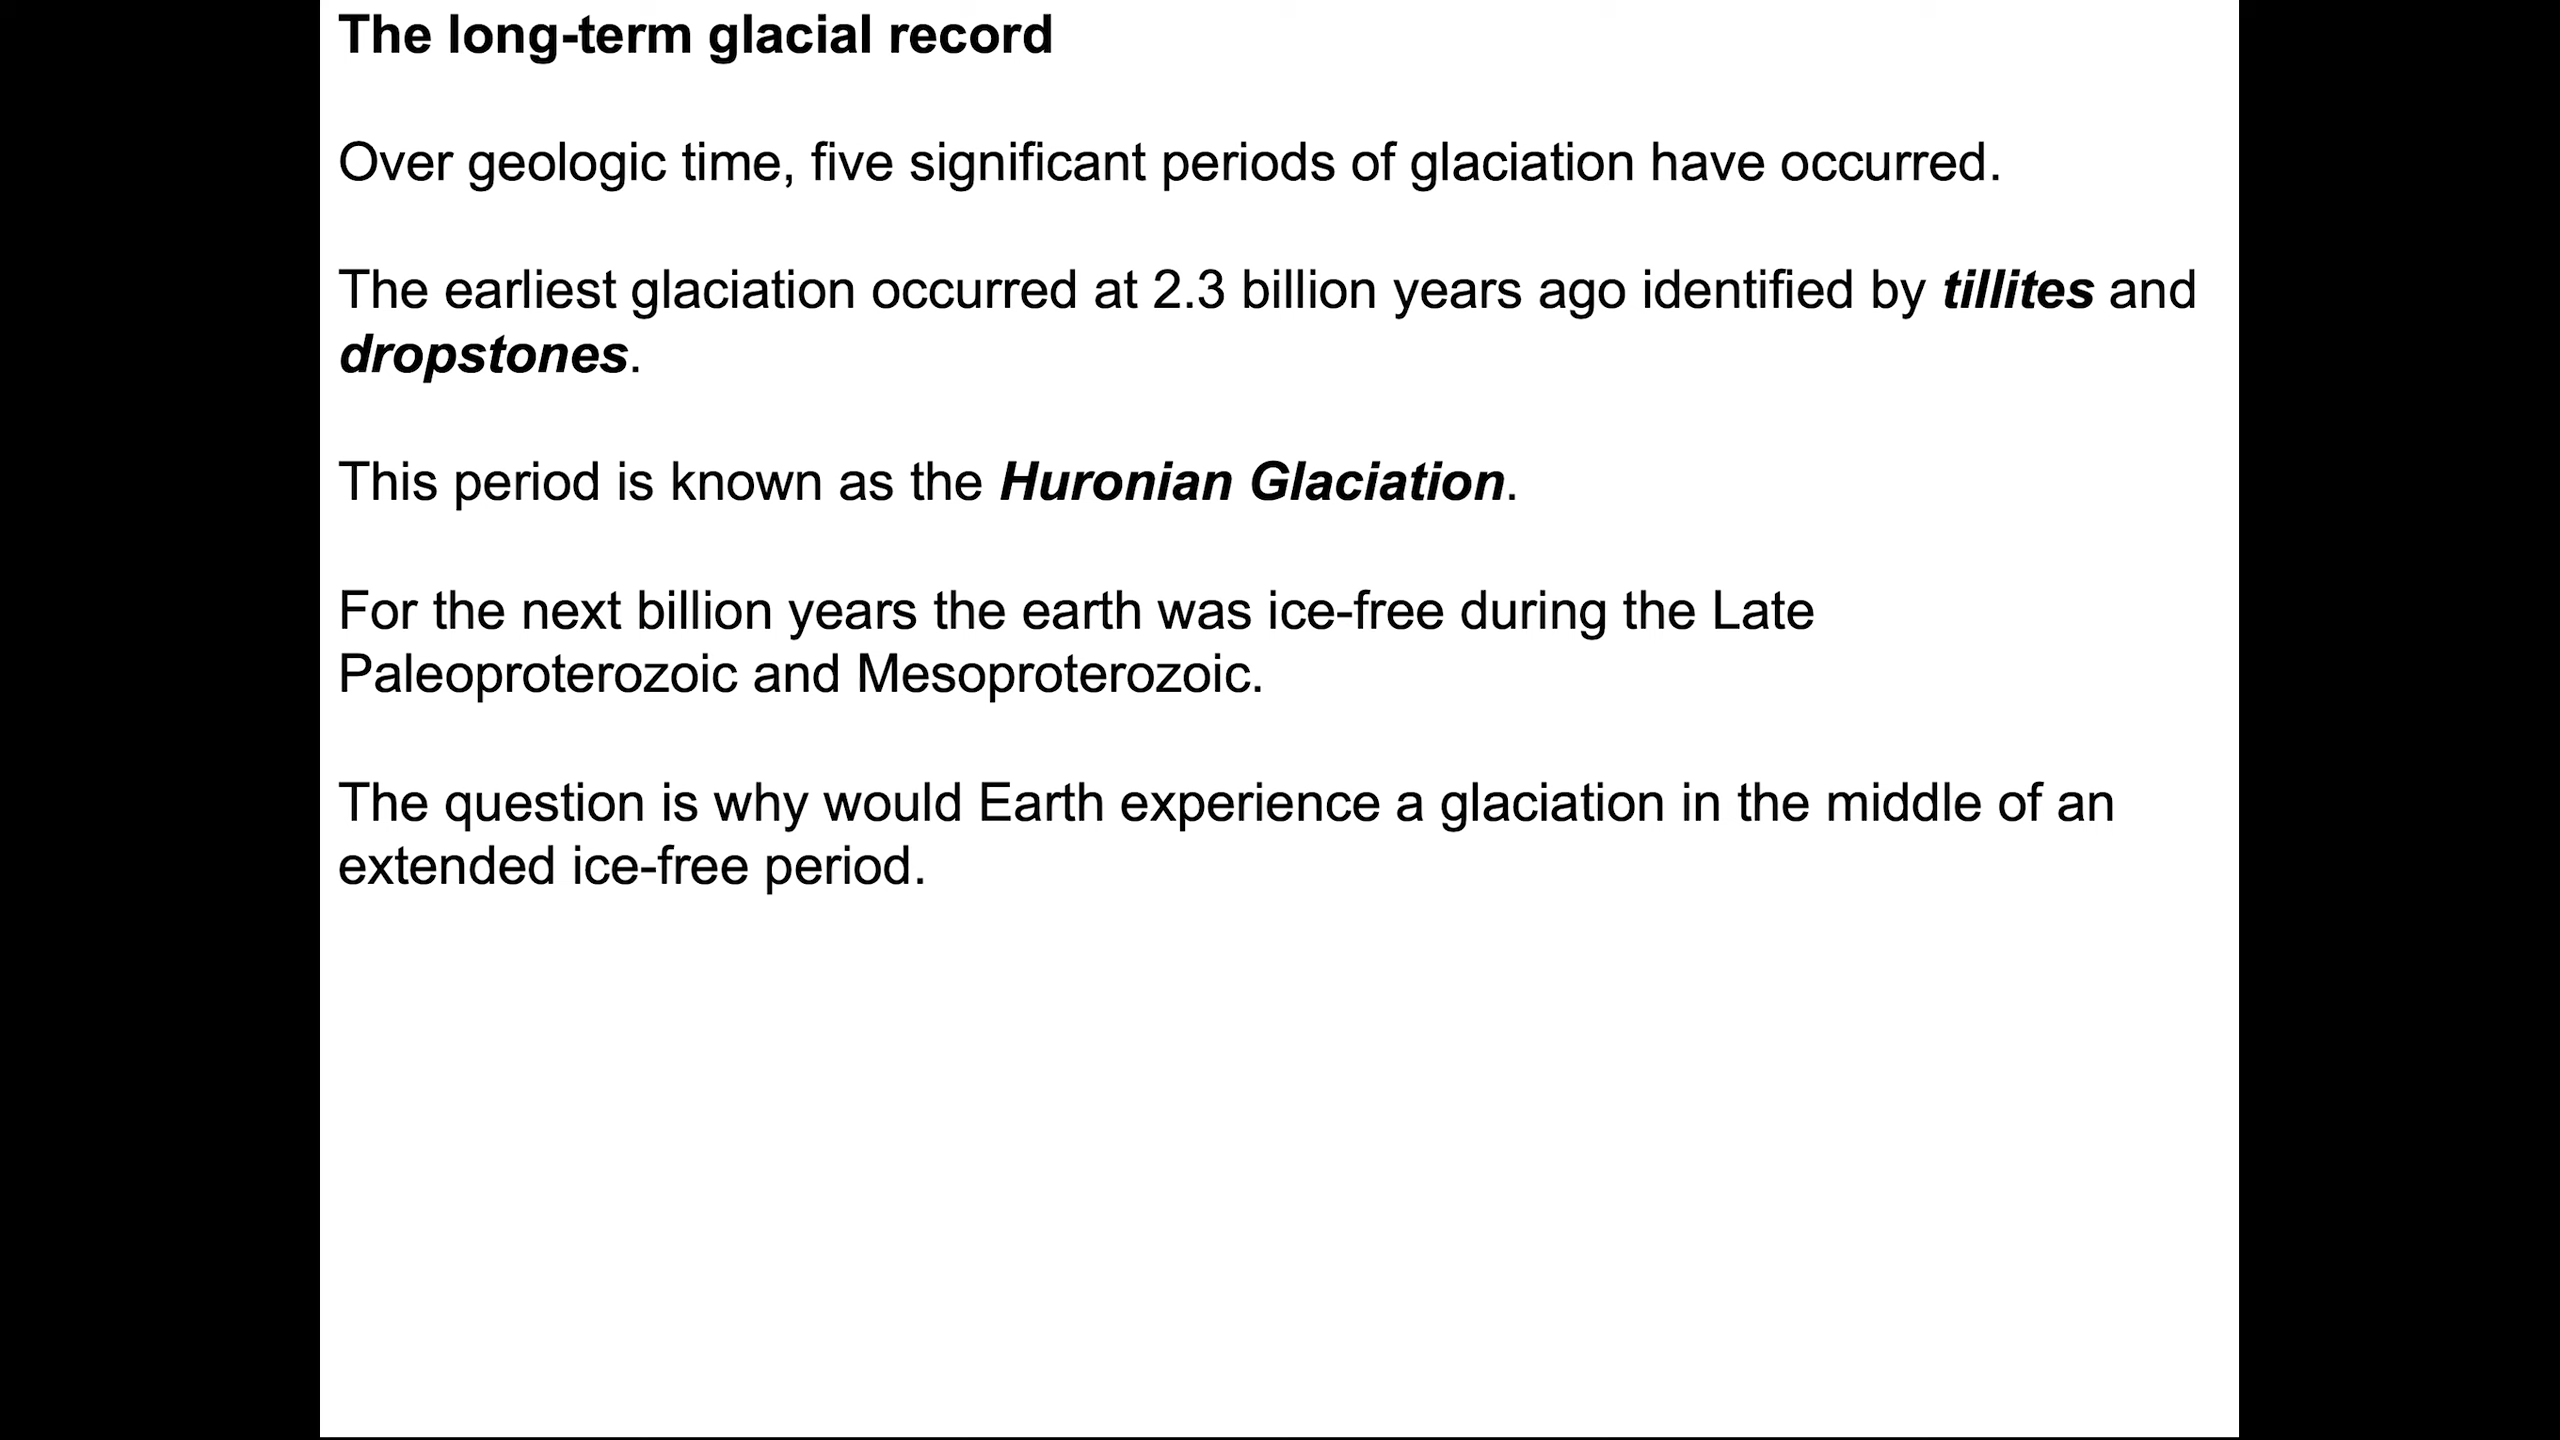 The long-term glacial record
Over geologic time, five significant periods of glaciation have occurred.
The earliest glaciation occurred at 2.3 billion years ago identified by tillites and
dropstones.
This period is known as the Huronian Glaciation.
For the next billion years the earth was ice-free during the Late
Paleoproterozoic and Mesoproterozoic.
The question is why would Earth experience a glaciation in the middle of an
extended ice-free period.